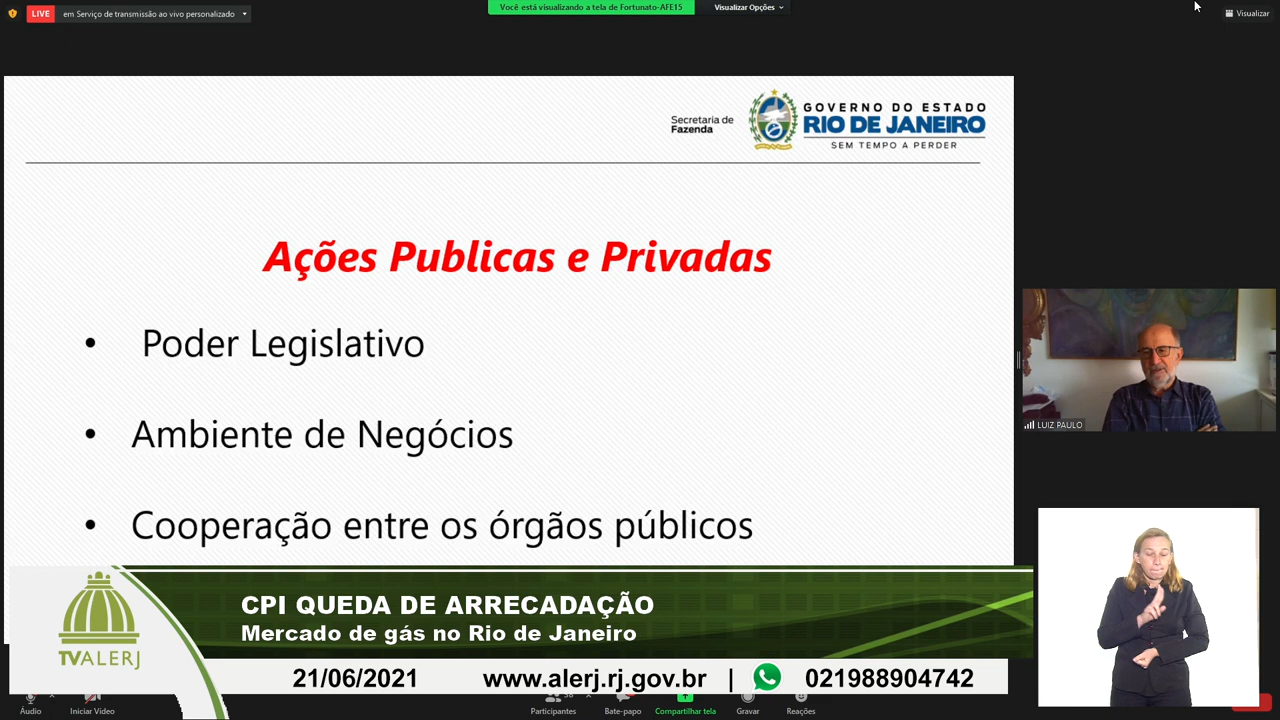 LIVE em Serviço de transmissão ao vivo personalizado
Você está visualizando a tela de Fortunato-AFE15
Visualizar Opções
Visualizar
Secretaria de
Fazenda
GOVERNO DO ESTADO
RIO DE JANEIRO
SEM TEMPO A PERDER
Ações Publicas e Privadas
• Poder Legislativo
• Ambiente de Negócios
• Cooperação entre os órgãos públicos
LUIZ PAULO
CPI QUEDA DE ARRECADAÇÃO
Mercado de gás no Rio de Janeiro
TVALERJ
21/06/2021 www.alerj.rj.gov.br | 021988904742
Áudio
Iniciar Vídeo
Participantes
Bate-papo
Compartilhar tela
Gravar
Reações